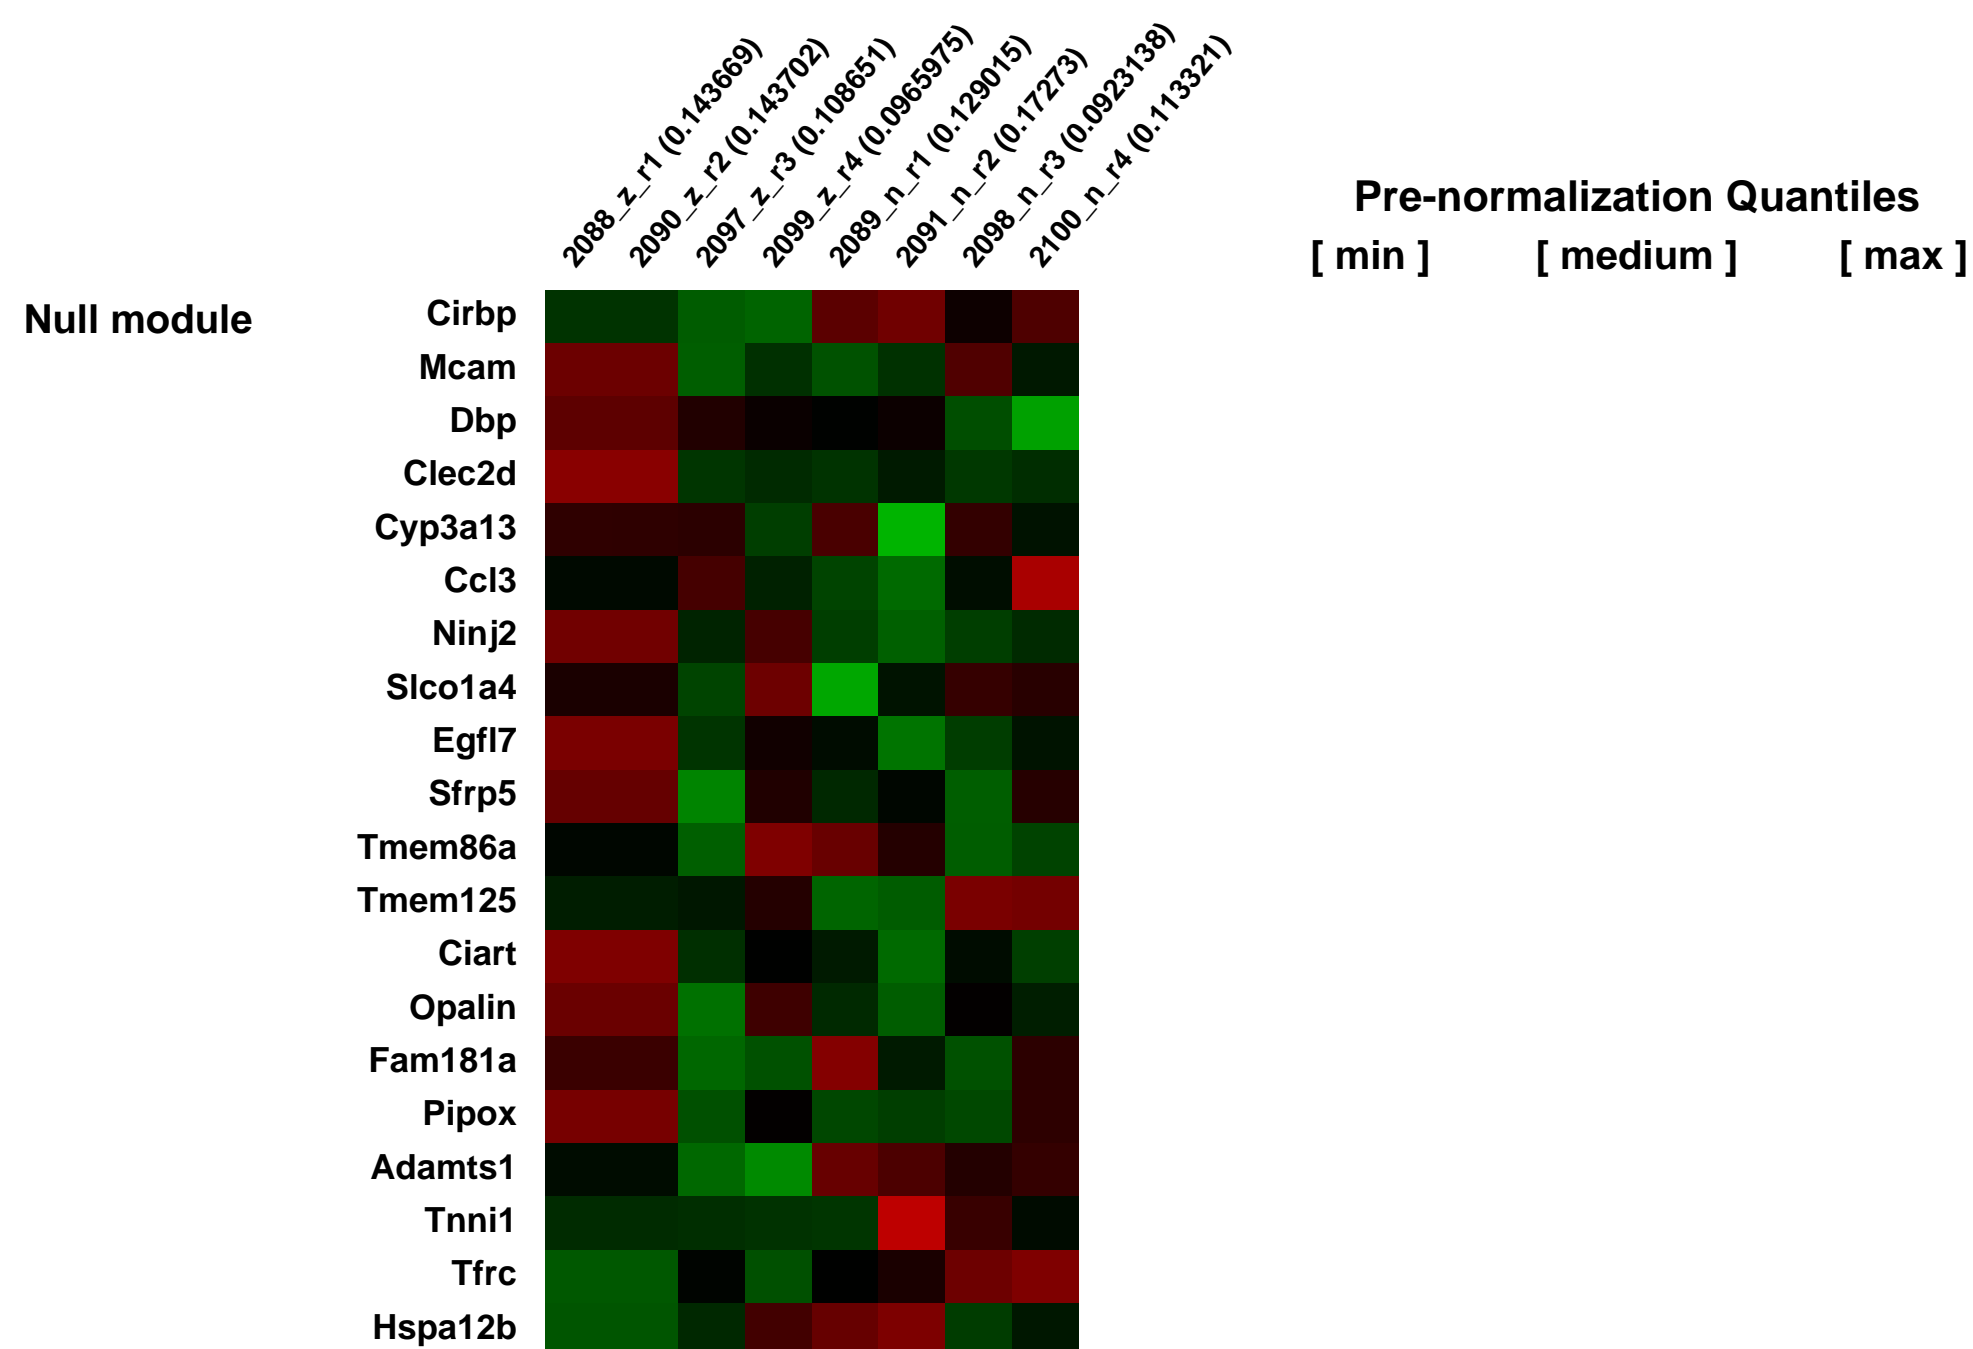 2088_z_r1 (0.143669)
2090_z_r2 (0.143702)
2097_z_r3 (0.108651)
2099_z_r4 (0.0965975)
2089_n_r1 (0.129015)
2091_n_r2 (0.17273)
2098_n_r3 (0.0923138)
2100_n_r4 (0.113321)
Pre-normalization Quantiles
[ min ] [ medium ] [ max ]
Null module
Cirbp
Mcam
Dbp
Clec2d
Cyp3a13
Ccl3
Ninj2
Slco1a4
Egfl7
Sfrp5
Tmem86a
Tmem125
Ciart
Opalin
Fam181a
Pipox
Adamts1
Tnni1
Tfrc
Hspa12b